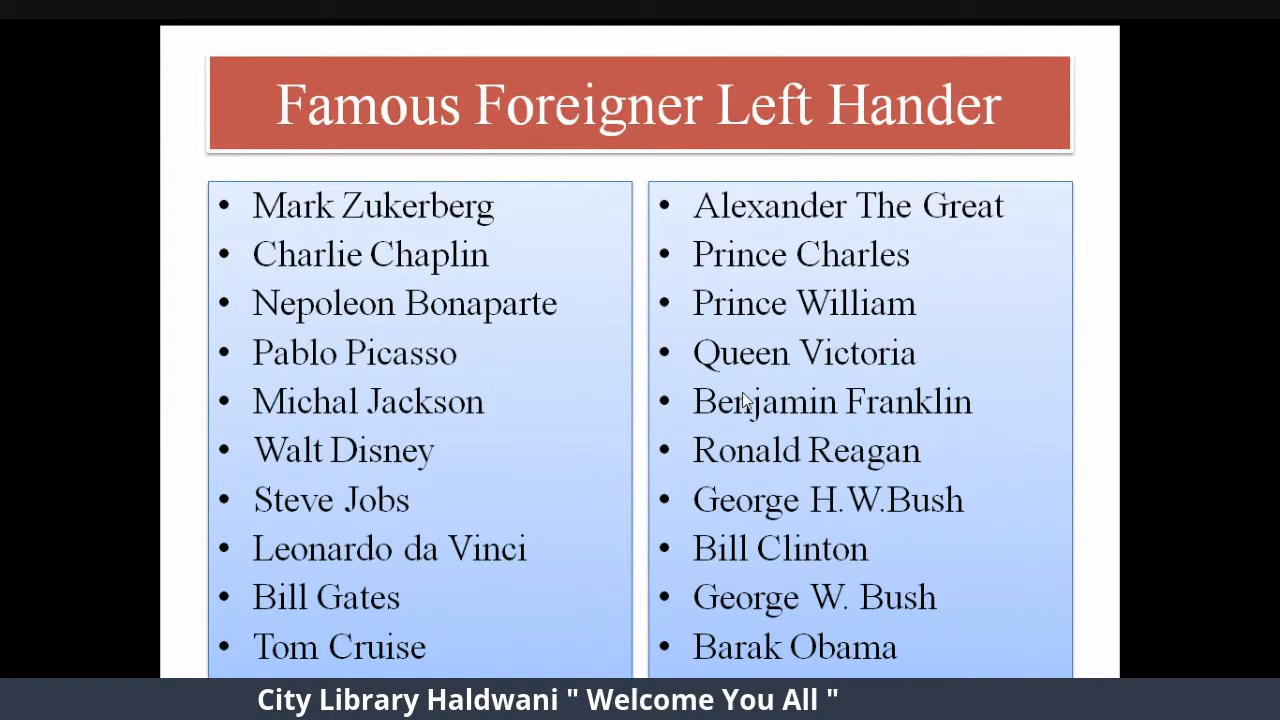 Famous Foreigner Left Hander
• Mark Zukerberg
• Charlie Chaplin
• Nepoleon Bonaparte
• Pablo Picasso
• Michal Jackson
• Walt Disney
• Steve Jobs
• Leonardo da Vinci
• Bill Gates
• Tom Cruise
• Alexander The Great
• Prince Charles
• Prince William
• Queen Victoria
• Benjamin Franklin
• Ronald Reagan
• George H.W.Bush
• Bill Clinton
• George W. Bush
• Barak Obama
City Library Haldwani " Welcome You All "